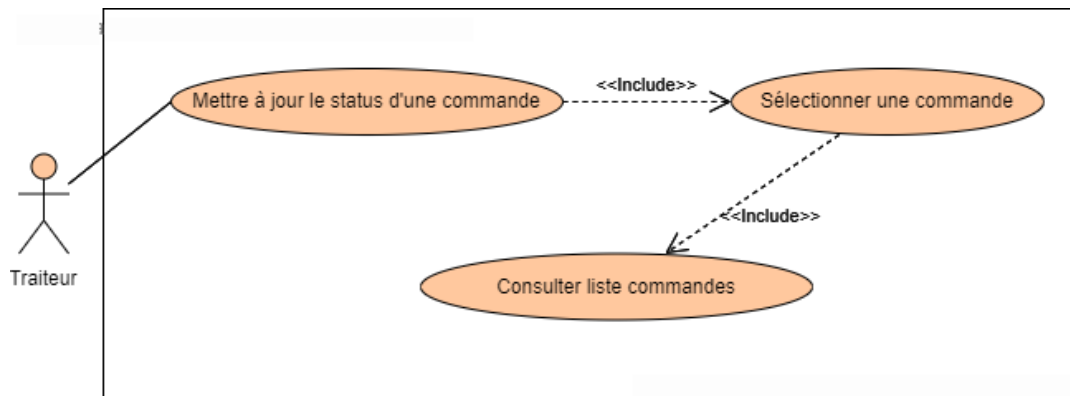 Mettre à jour le status d'une commande
<<Include>>
Sélectionner une commande
<<Include>>
Traiteur
Consulter liste commandes